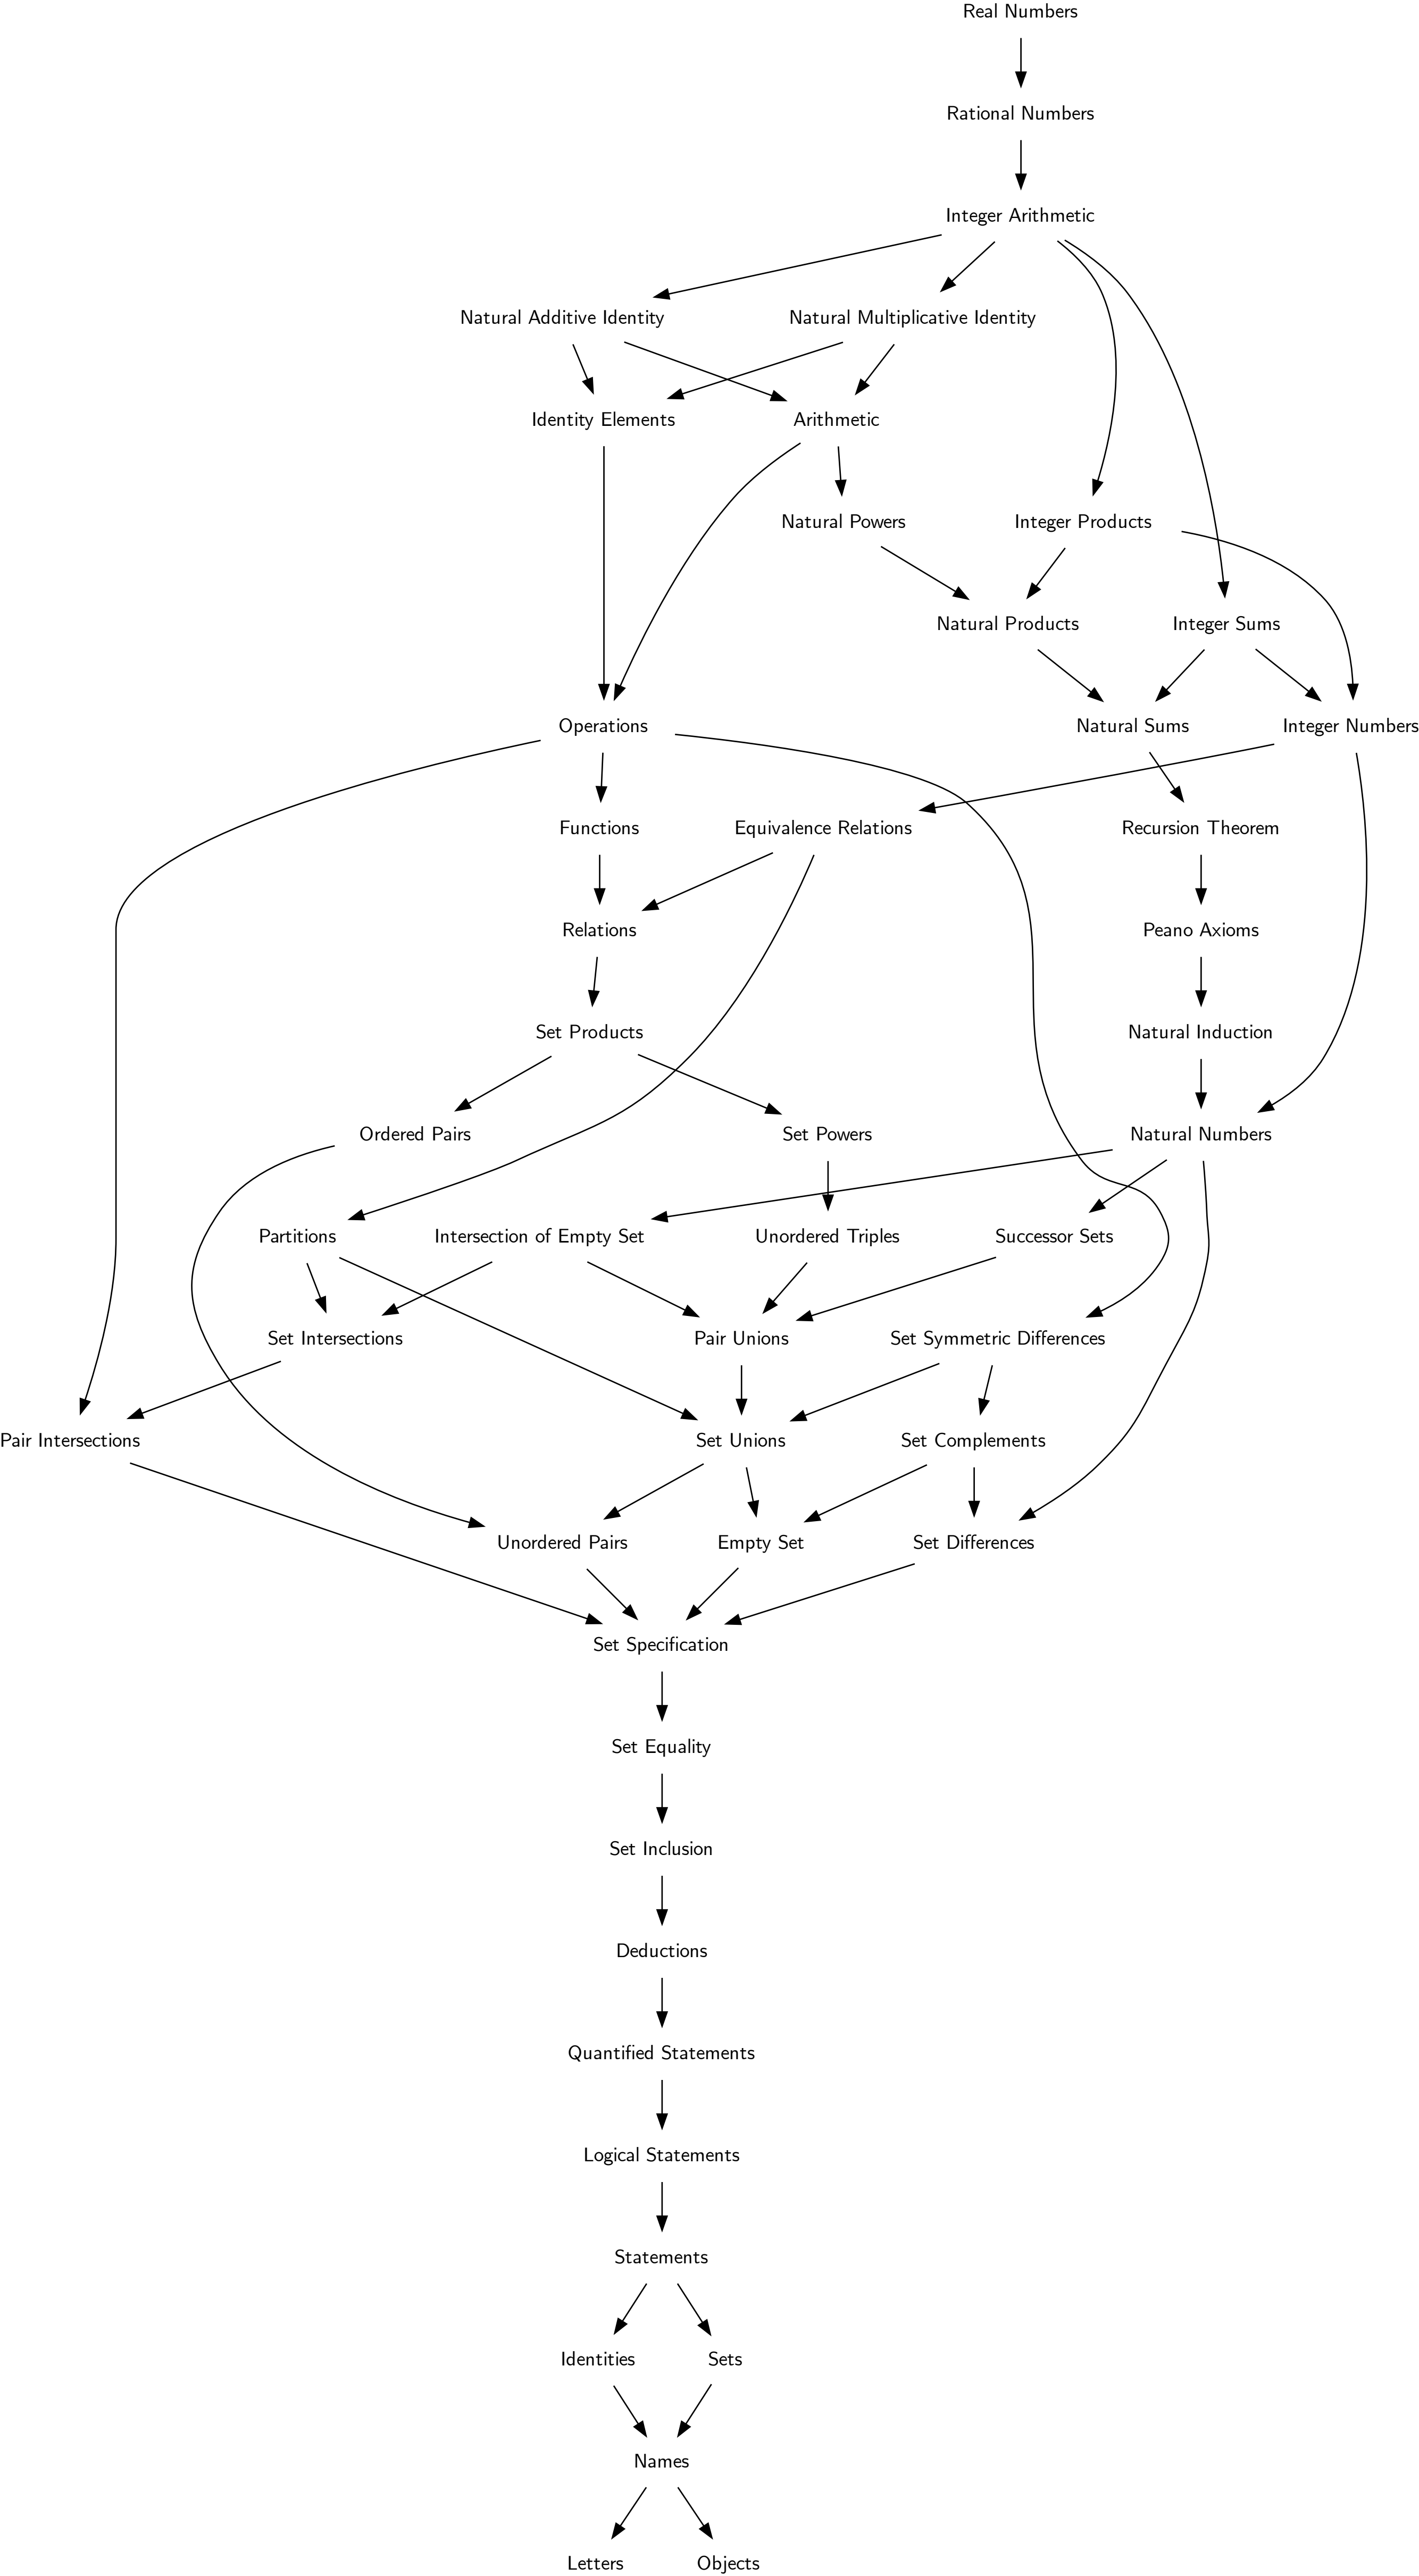 Real Numbers
Rational Numbers
Integer Arithmetic
Natural Additive Identity
Natural Multiplicative Identity
Identity Elements
Arithmetic
Natural Powers
Integer Products
Natural Products
Integer Sums
Operations
Natural Sums
Integer Numbers
Functions
Equivalence Relations
Recursion Theorem
Relations
Peano Axioms
Set Products
Natural Induction
Ordered Pairs
Set Powers
Natural Numbers
Partitions
Intersection of Empty Set
Unordered Triples
Successor Sets
Set Intersections
Pair Unions
Set Symmetric Differences
Pair Intersections
Set Unions
Set Complements
Unordered Pairs
Empty Set
Set Differences
Set Specification
Set Equality
Set Inclusion
Deductions
Quantified Statements
Logical Statements
Statements
Identities
Sets
Names
Letters
Objects